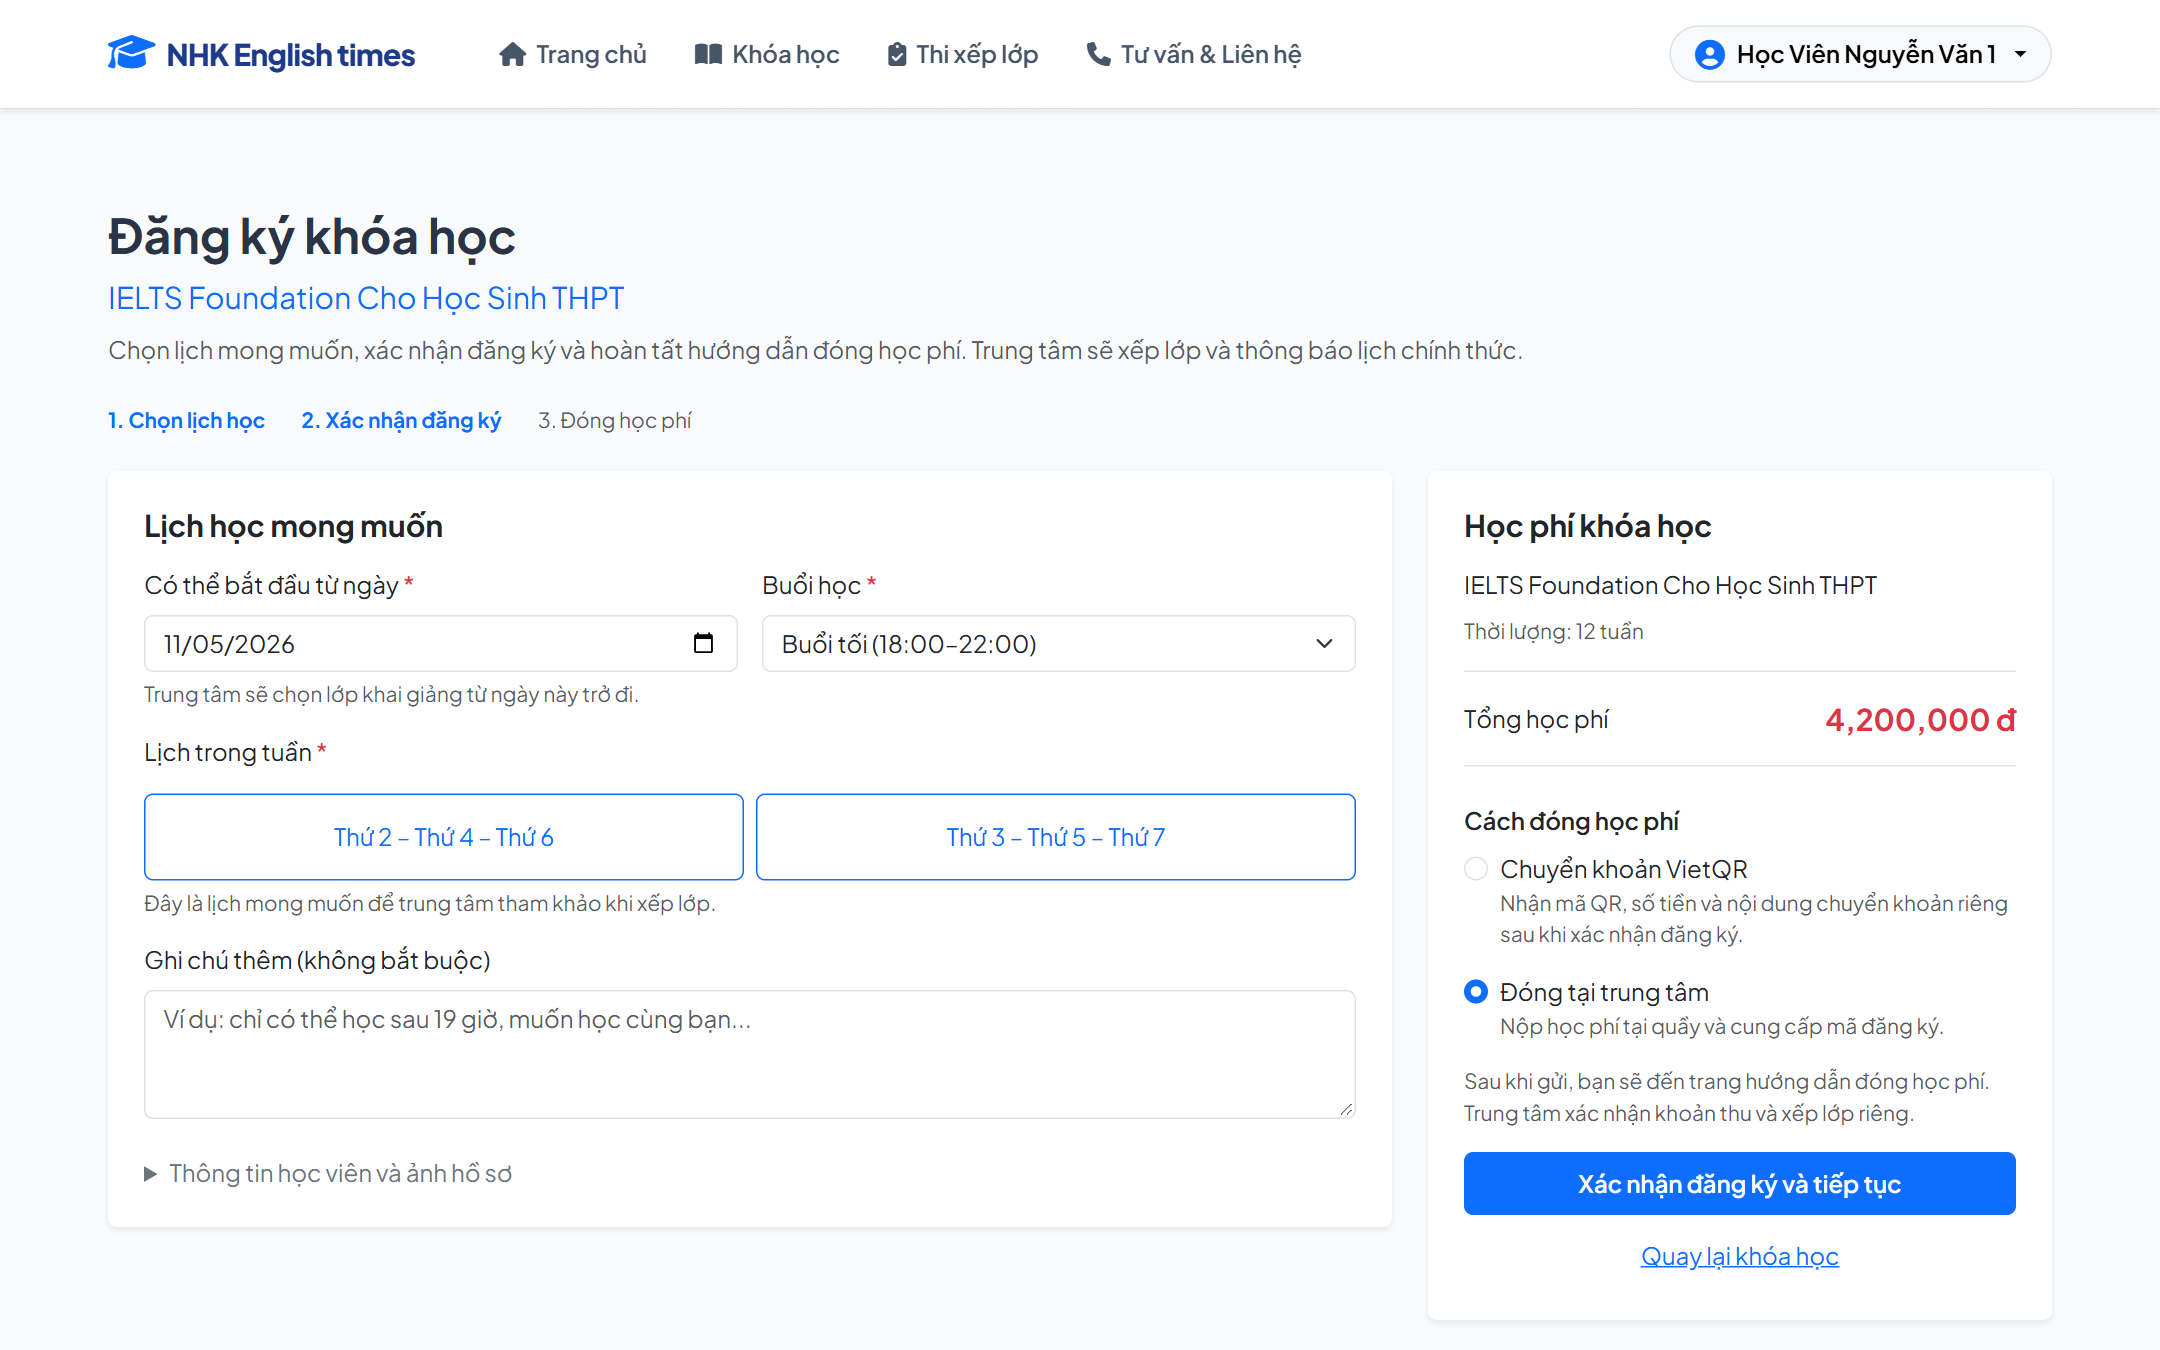 NHK English times
Trang chủ
Khóa học
Thi xếp lớp
Tư vấn & Liên hệ
Học Viên Nguyễn Văn 1
Đăng ký khóa học
IELTS Foundation Cho Học Sinh THPT
Chọn lịch mong muốn, xác nhận đăng ký và hoàn tất hướng dẫn đóng học phí. Trung tâm sẽ xếp lớp và thông báo lịch chính thức.
1. Chọn lịch học
2. Xác nhận đăng ký
3. Đóng học phí
Lịch học mong muốn
Có thể bắt đầu từ ngày *
11/05/2026
Trung tâm sẽ chọn lớp khai giảng từ ngày này trở đi.
Buổi học *
Buổi tối (18:00–22:00)
Lịch trong tuần *
Thứ 2 – Thứ 4 – Thứ 6
Thứ 3 – Thứ 5 – Thứ 7
Đây là lịch mong muốn để trung tâm tham khảo khi xếp lớp.
Ghi chú thêm (không bắt buộc)
Ví dụ: chỉ có thể học sau 19 giờ, muốn học cùng bạn...
Thông tin học viên và ảnh hồ sơ
Học phí khóa học
IELTS Foundation Cho Học Sinh THPT
Thời lượng: 12 tuần
Tổng học phí
4,200,000 đ
Cách đóng học phí
Chuyển khoản VietQR
Nhận mã QR, số tiền và nội dung chuyển khoản riêng
sau khi xác nhận đăng ký.
Đóng tại trung tâm
Nộp học phí tại quầy và cung cấp mã đăng ký.
Sau khi gửi, bạn sẽ đến trang hướng dẫn đóng học phí.
Trung tâm xác nhận khoản thu và xếp lớp riêng.
Xác nhận đăng ký và tiếp tục
Quay lại khóa học